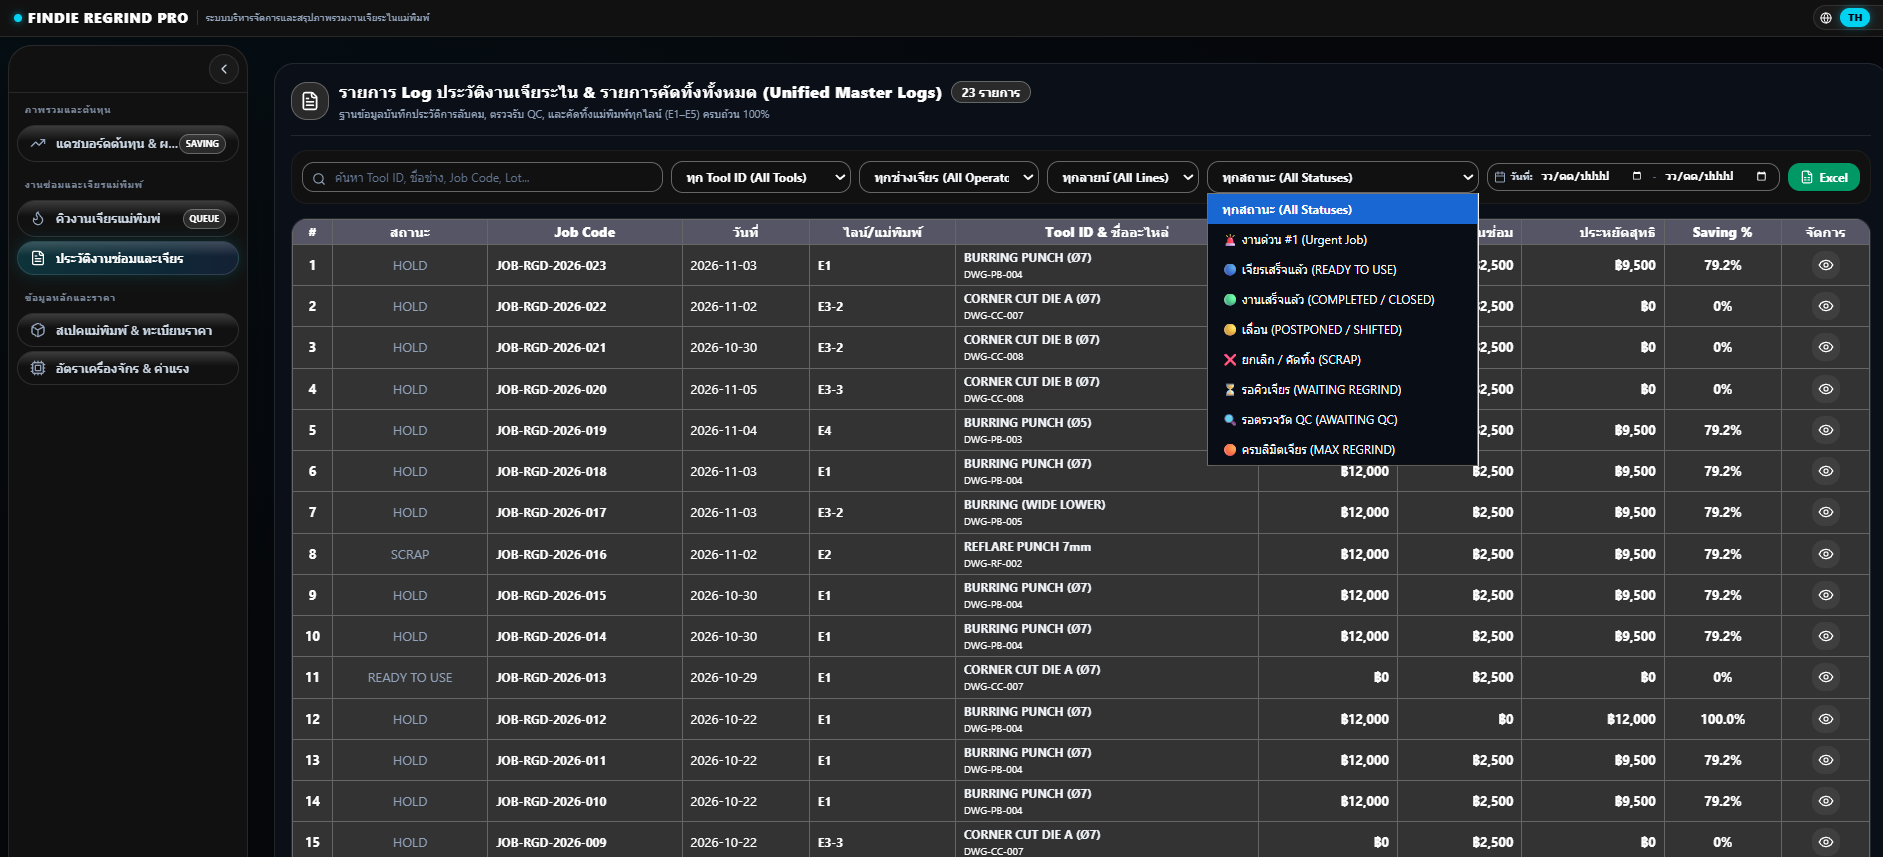 FINDIE REGRIND PRO
ระบบบริหารจัดการและสรุปภาพรวมงานเจียระไนแม่พิมพ์
TH
ภาพรวมและต้นทุน
แดชบอร์ดต้นทุน & ผ... SAVING
งานซ่อมและเจียรแม่พิมพ์
คิวงานเจียรแม่พิมพ์ QUEUE
ประวัติงานซ่อมและเจียร
ข้อมูลหลักและราคา
สเปคแม่พิมพ์ & ทะเบียนราคา
อัตราเครื่องจักร & ค่าแรง
รายการ Log ประวัติงานเจียระไน & รายการคัดทิ้งทั้งหมด (Unified Master Logs) 23 รายการ
ฐานข้อมูลบันทึกประวัติการลับคม, ตรวจรับ QC, และคัดทิ้งแม่พิมพ์ทุกไลน์ (E1–E5) ครบถ้วน 100%
ค้นหา Tool ID, ชื่อช่าง, Job Code, Lot...
ทุก Tool ID (All Tools)
ทุกช่างเจียร (All Operato
ทุกลายน์ (All Lines)
ทุกสถานะ (All Statuses)
วันที่: วว/ดด/ปปปป - วว/ดด/ปปปป
Excel
ทุกสถานะ (All Statuses)
งานด่วน #1 (Urgent Job)
เจียรเสร็จแล้ว (READY TO USE)
งานเสร็จแล้ว (COMPLETED / CLOSED)
เลื่อน (POSTPONED / SHIFTED)
ยกเลิก / คัดทิ้ง (SCRAP)
รอคิวเจียร (WAITING REGRIND)
รอตรวจวัด QC (AWAITING QC)
ครบลิมิตเจียร (MAX REGRIND)
# สถานะ Job Code วันที่ ไลน์/แม่พิมพ์ Tool ID & ชื่ออะไหล่ นซ่อม ประหยัดสุทธิ Saving % จัดการ
1 HOLD JOB-RGD-2026-023 2026-11-03 E1 BURRING PUNCH (Ø7) ฿2,500 ฿9,500 79.2%
DWG-PB-004
2 HOLD JOB-RGD-2026-022 2026-11-02 E3-2 CORNER CUT DIE A (Ø7) ฿2,500 ฿0 0%
DWG-CC-007
3 HOLD JOB-RGD-2026-021 2026-10-30 E3-2 CORNER CUT DIE B (Ø7) ฿2,500 ฿0 0%
DWG-CC-008
4 HOLD JOB-RGD-2026-020 2026-11-05 E3-3 CORNER CUT DIE B (Ø7) ฿2,500 ฿0 0%
DWG-CC-008
5 HOLD JOB-RGD-2026-019 2026-11-04 E4 BURRING PUNCH (Ø5) ฿2,500 ฿9,500 79.2%
DWG-PB-003
6 HOLD JOB-RGD-2026-018 2026-11-03 E1 BURRING PUNCH (Ø7) ฿12,000 ฿2,500 ฿9,500 79.2%
DWG-PB-004
7 HOLD JOB-RGD-2026-017 2026-11-03 E3-2 BURRING (WIDE LOWER) ฿12,000 ฿2,500 ฿9,500 79.2%
DWG-PB-005
8 SCRAP JOB-RGD-2026-016 2026-11-02 E2 REFLARE PUNCH 7mm ฿12,000 ฿2,500 ฿9,500 79.2%
DWG-RF-002
9 HOLD JOB-RGD-2026-015 2026-10-30 E1 BURRING PUNCH (Ø7) ฿12,000 ฿2,500 ฿9,500 79.2%
DWG-PB-004
10 HOLD JOB-RGD-2026-014 2026-10-30 E1 BURRING PUNCH (Ø7) ฿12,000 ฿2,500 ฿9,500 79.2%
DWG-PB-004
11 READY TO USE JOB-RGD-2026-013 2026-10-29 E1 CORNER CUT DIE A (Ø7) ฿0 ฿2,500 ฿0 0%
DWG-CC-007
12 HOLD JOB-RGD-2026-012 2026-10-22 E1 BURRING PUNCH (Ø7) ฿12,000 ฿0 ฿12,000 100.0%
DWG-PB-004
13 HOLD JOB-RGD-2026-011 2026-10-22 E1 BURRING PUNCH (Ø7) ฿12,000 ฿2,500 ฿9,500 79.2%
DWG-PB-004
14 HOLD JOB-RGD-2026-010 2026-10-22 E1 BURRING PUNCH (Ø7) ฿12,000 ฿2,500 ฿9,500 79.2%
DWG-PB-004
15 HOLD JOB-RGD-2026-009 2026-10-22 E3-3 CORNER CUT DIE A (Ø7) ฿0 ฿2,500 ฿0 0%
DWG-CC-007